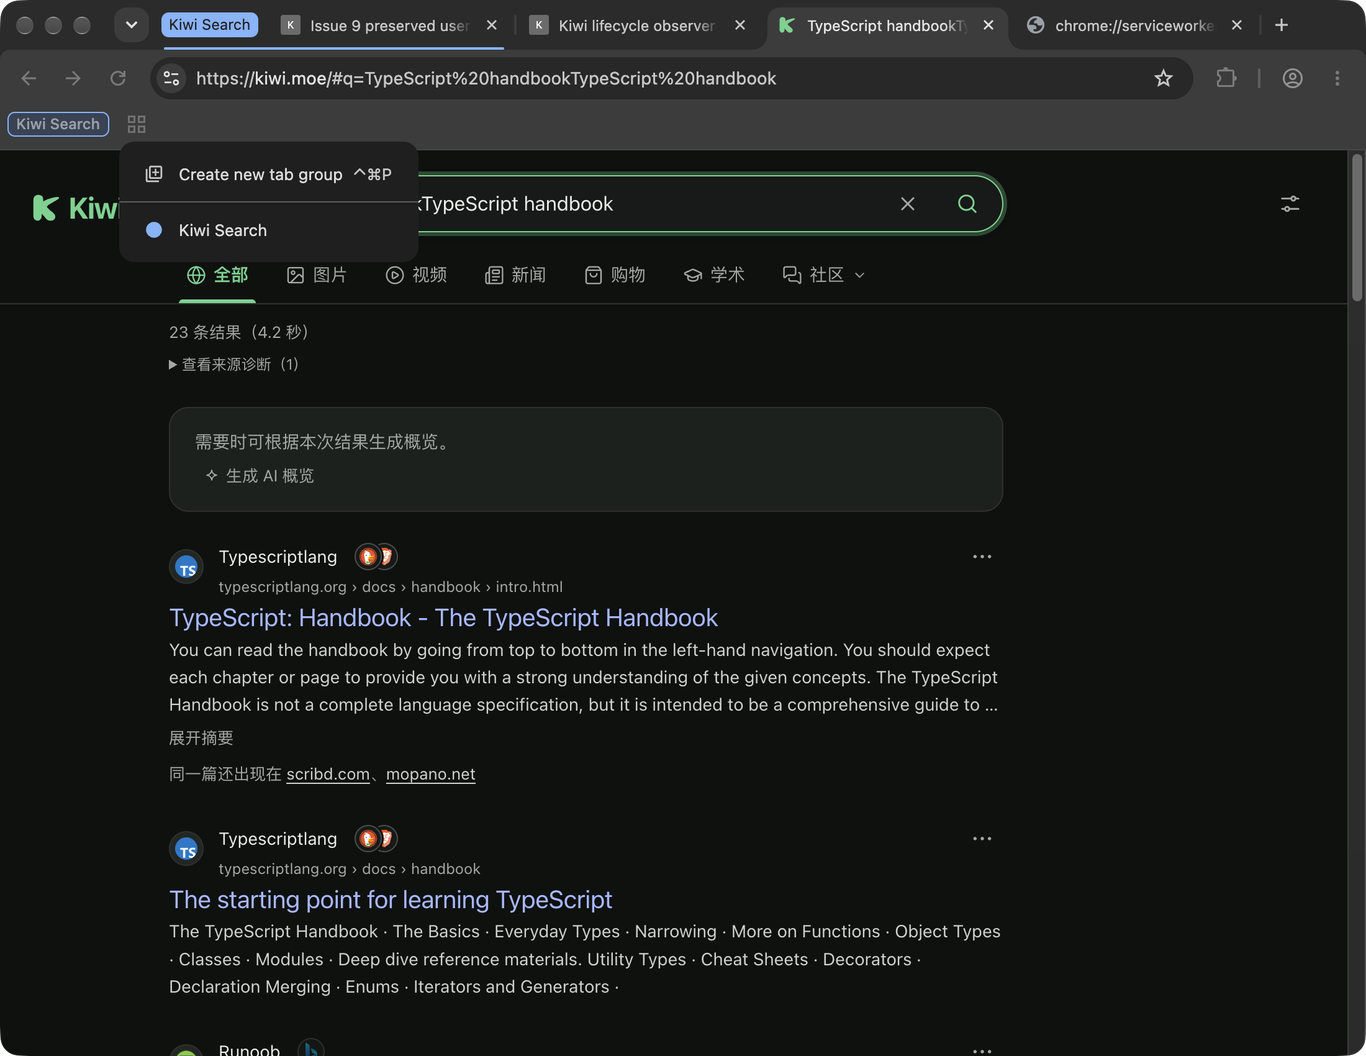 Kiwi Search
Issue 9 preserved user
Kiwi lifecycle observer
TypeScript handbookTy
chrome://serviceworke
https://kiwi.moe/#q=TypeScript%20handbookTypeScript%20handbook
Kiwi Search
Create new tab group ^⌘P
Kiwi Search
Kiwi
TypeScript handbook
全部
图片
视频
新闻
购物
学术
社区
23 条结果（4.2 秒）
查看来源诊断（1）
需要时可根据本次结果生成概览。
生成 AI 概览
Typescriptlang
typescriptlang.org › docs › handbook › intro.html
TypeScript: Handbook - The TypeScript Handbook
You can read the handbook by going from top to bottom in the left-hand navigation. You should expect
each chapter or page to provide you with a strong understanding of the given concepts. The TypeScript
Handbook is not a complete language specification, but it is intended to be a comprehensive guide to ...
展开摘要
同一篇还出现在 scribd.com、mopano.net
Typescriptlang
typescriptlang.org › docs › handbook
The starting point for learning TypeScript
The TypeScript Handbook · The Basics · Everyday Types · Narrowing · More on Functions · Object Types
· Classes · Modules · Deep dive reference materials. Utility Types · Cheat Sheets · Decorators ·
Declaration Merging · Enums · Iterators and Generators ·
Runoob